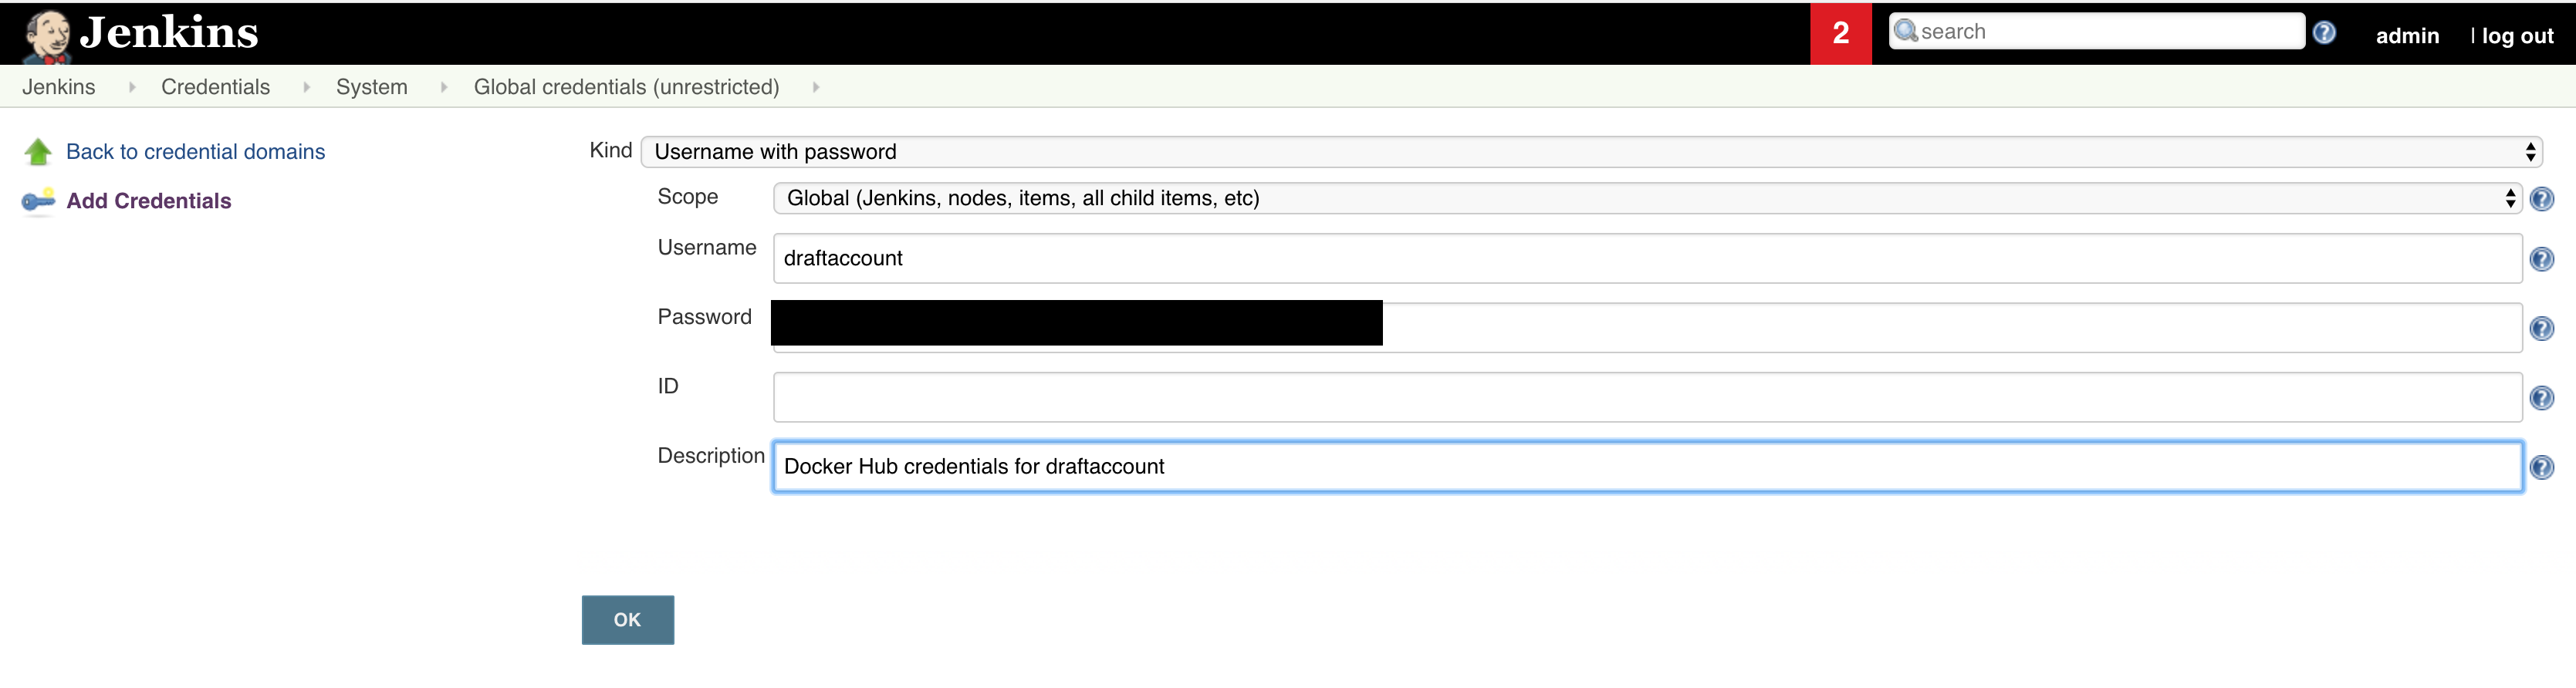 Jenkins
2
search
admin
| log out
Jenkins
Credentials
System
Global credentials (unrestricted)
Back to credential domains
Add Credentials
Kind
Username with password
Scope
Global (Jenkins, nodes, items, all child items, etc)
Username
draftaccount
Password
ID
Description
Docker Hub credentials for draftaccount
OK